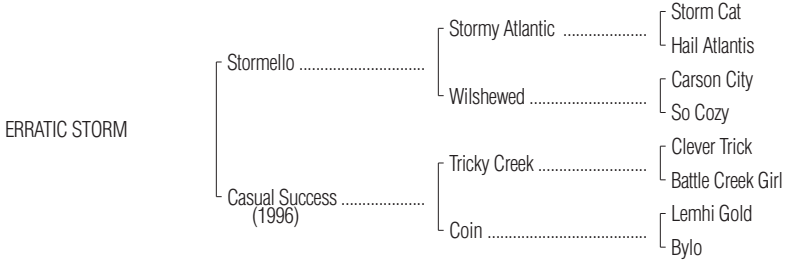 Storm Cat
Stormy Atlantic ....................
Hail Atlantis
Stormello ..............................
Carson City
Wilshewed ............................
So Cozy
ERRATIC STORM
Clever Trick
Tricky Creek ..........................
Battle Creek Girl
Casual Success ....................
(1996)
Lemhi Gold
Coin ......................................
Bylo